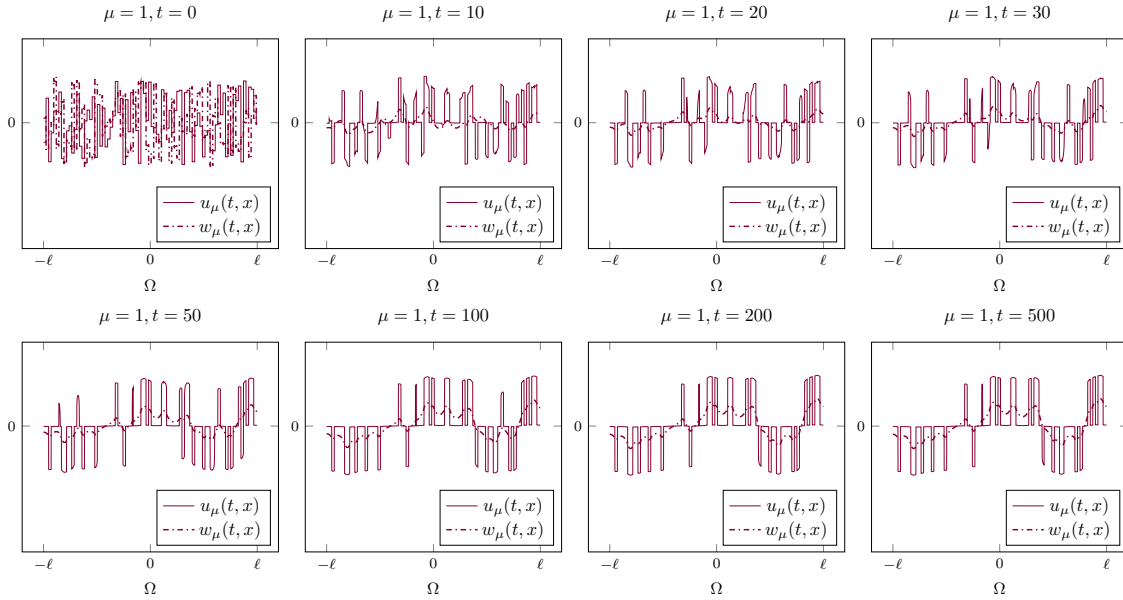 μ = 1, t = 0
0
u_μ(t, x)
w_μ(t, x)
−ℓ 0 ℓ
Ω
μ = 1, t = 10
0
u_μ(t, x)
w_μ(t, x)
−ℓ 0 ℓ
Ω
μ = 1, t = 20
0
u_μ(t, x)
w_μ(t, x)
−ℓ 0 ℓ
Ω
μ = 1, t = 30
0
u_μ(t, x)
w_μ(t, x)
−ℓ 0 ℓ
Ω
μ = 1, t = 50
0
u_μ(t, x)
w_μ(t, x)
−ℓ 0 ℓ
Ω
μ = 1, t = 100
0
u_μ(t, x)
w_μ(t, x)
−ℓ 0 ℓ
Ω
μ = 1, t = 200
0
u_μ(t, x)
w_μ(t, x)
−ℓ 0 ℓ
Ω
μ = 1, t = 500
0
u_μ(t, x)
w_μ(t, x)
−ℓ 0 ℓ
Ω